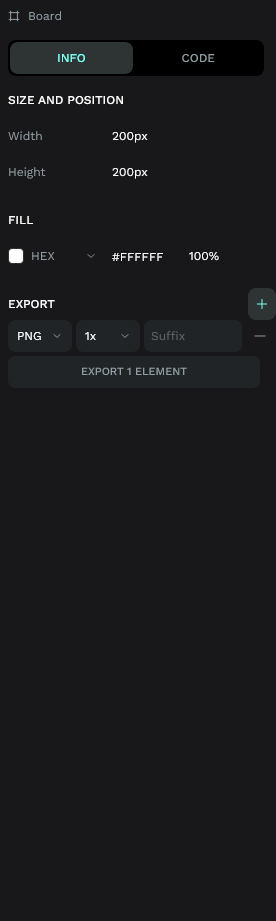 Board
INFO CODE
SIZE AND POSITION
Width 200px
Height 200px
FILL
HEX #FFFFFF 100%
EXPORT
PNG 1x Suffix
EXPORT 1 ELEMENT